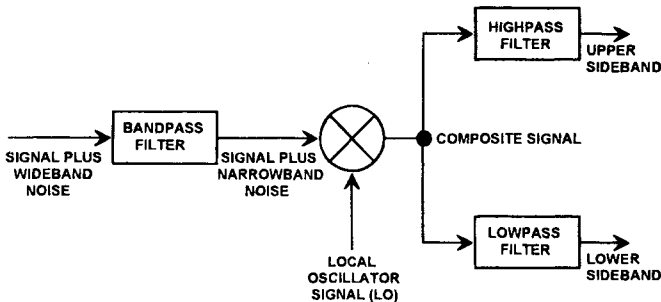 HIGHPASS
FILTER
UPPER
SIDEBAND
BANDPASS
FILTER
SIGNAL PLUS
WIDEBAND
NOISE
SIGNAL PLUS
NARROWBAND
NOISE
COMPOSITE SIGNAL
LOWPASS
FILTER
LOWER
SIDEBAND
LOCAL
OSCILLATOR
SIGNAL (LO)